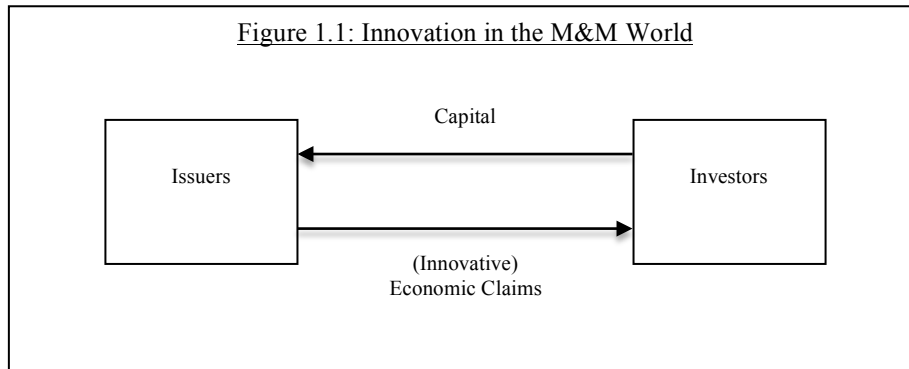 Figure 1.1: Innovation in the M&M World
Capital
Issuers
Investors
(Innovative)
Economic Claims